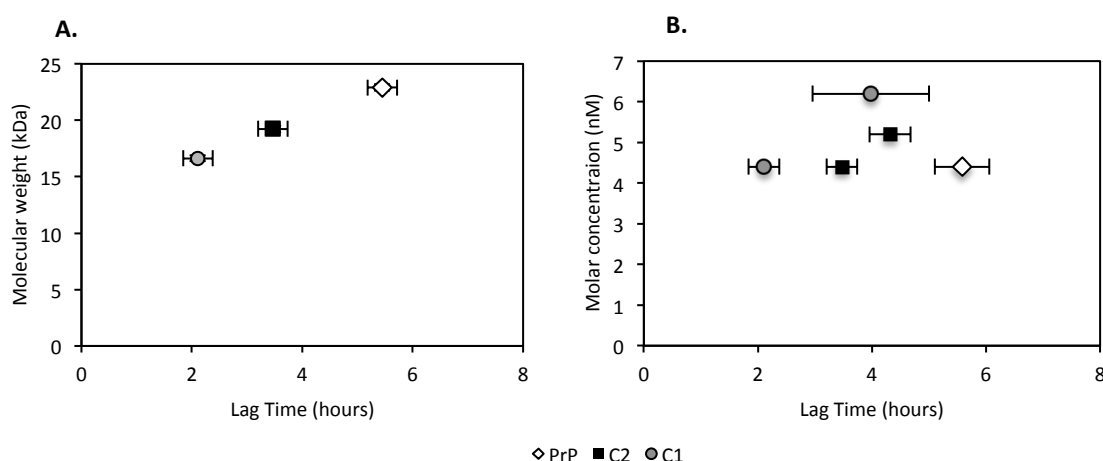 A.
25
20
15
10
5
0
Molecular weight (kDa)
0 2 4 6 8
Lag Time (hours)
B.
7
6
5
4
3
2
1
0
Molar concentraion (nM)
0 2 4 6 8
Lag Time (hours)
PrP C2 C1